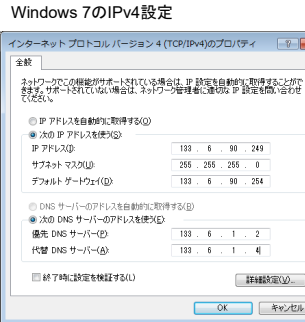 Windows 7のIPv4設定
インターネット プロトコル バージョン 4 (TCP/IPv4)のプロパティ
全般
ネットワークでこの機能がサポートされている場合は、IP 設定を自動的に取得することがで
きます。サポートされていない場合は、ネットワーク管理者に適切な IP 設定を問い合わせ
てください。
IP アドレスを自動的に取得する(O)
次の IP アドレスを使う(S):
IP アドレス(I): 133 . 6 . 90 . 249
サブネット マスク(U): 255 . 255 . 255 . 0
デフォルト ゲートウェイ(D): 133 . 6 . 90 . 254
DNS サーバーのアドレスを自動的に取得する(B)
次の DNS サーバーのアドレスを使う(E):
優先 DNS サーバー(P): 133 . 6 . 1 . 2
代替 DNS サーバー(A): 133 . 6 . 1 . 4
終了時に設定を検証する(L)
詳細設定(V)...
OK キャンセル